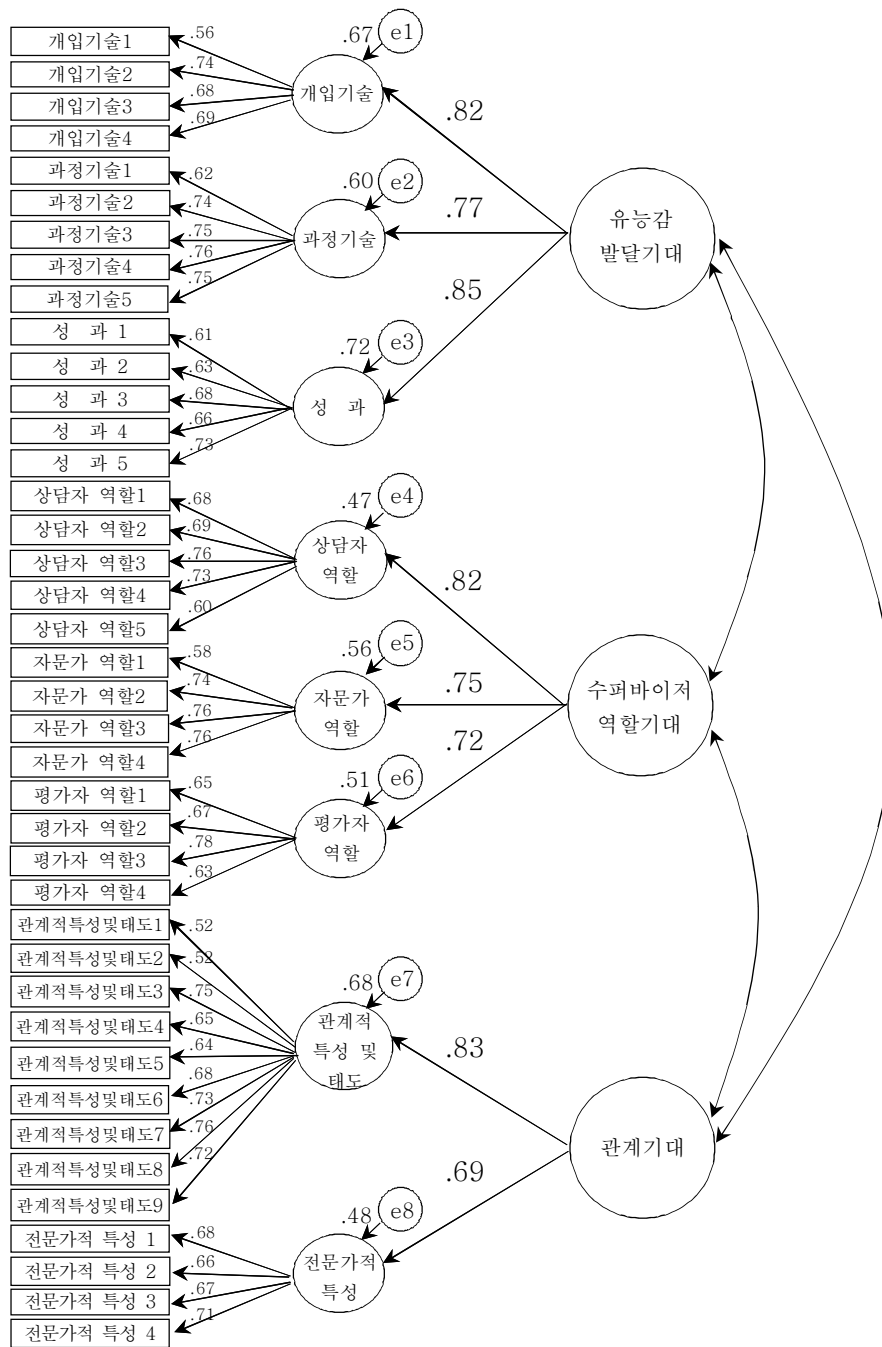 개입기술1
개입기술2
개입기술3
개입기술4
.56
.74
.68
.69
개입기술
.67
e1
과정기술1
과정기술2
과정기술3
과정기술4
과정기술5
.62
.74
.75
.76
.75
과정기술
.60
e2
성 과 1
성 과 2
성 과 3
성 과 4
성 과 5
.61
.63
.68
.66
.73
성 과
.72
e3
.82
.77
.85
유능감
발달기대
상담자 역할1
상담자 역할2
상담자 역할3
상담자 역할4
상담자 역할5
.68
.69
.76
.73
.60
상담자
역할
.47
e4
자문가 역할1
자문가 역할2
자문가 역할3
자문가 역할4
.58
.74
.76
.76
자문가
역할
.56
e5
평가자 역할1
평가자 역할2
평가자 역할3
평가자 역할4
.65
.67
.78
.63
평가자
역할
.51
e6
.82
.75
.72
수퍼바이저
역할기대
관계적특성및태도1
관계적특성및태도2
관계적특성및태도3
관계적특성및태도4
관계적특성및태도5
관계적특성및태도6
관계적특성및태도7
관계적특성및태도8
관계적특성및태도9
.52
.52
.75
.65
.64
.68
.73
.76
.72
관계적
특성 및
태도
.68
e7
전문가적 특성 1
전문가적 특성 2
전문가적 특성 3
전문가적 특성 4
.68
.66
.67
.71
전문가적
특성
.48
e8
.83
.69
관계기대